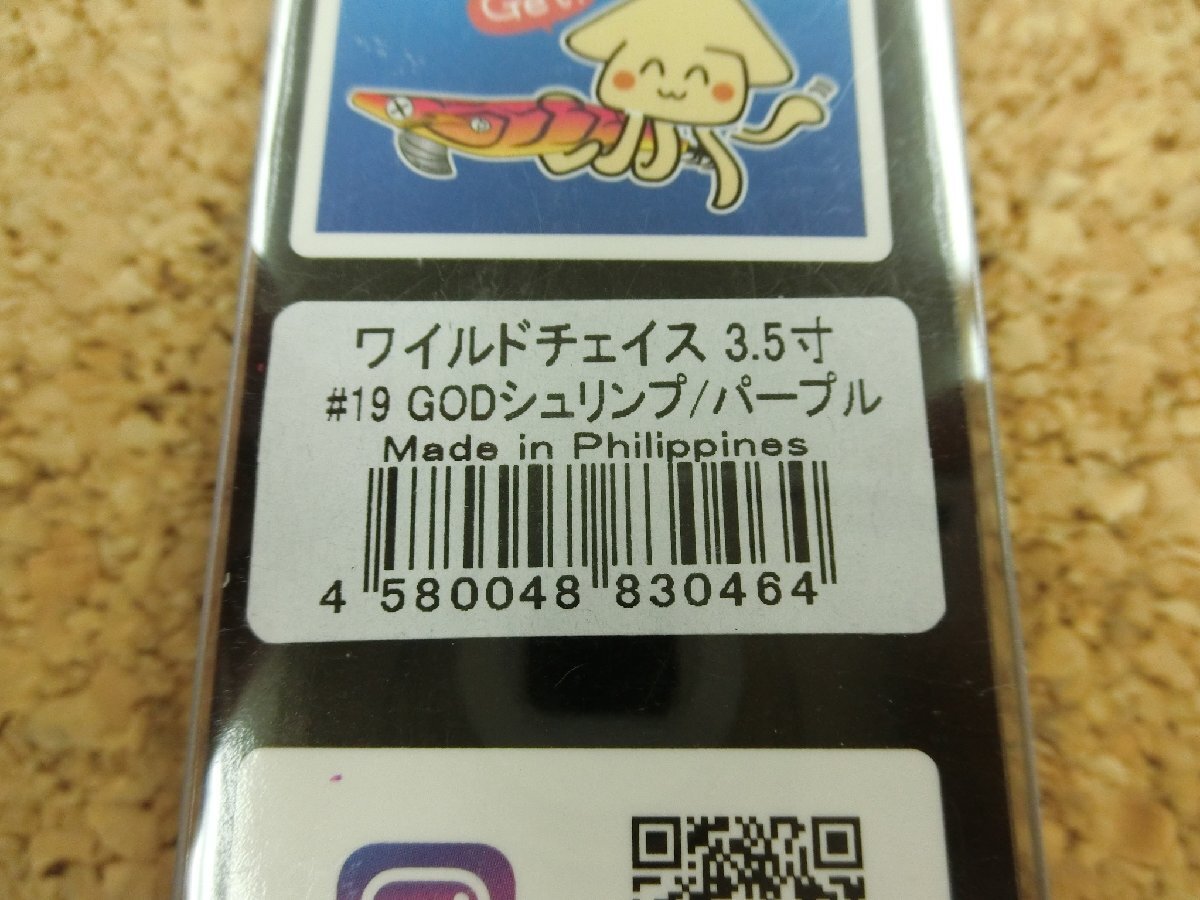 Get!
ワイルドチェイス 3.5寸
#19 GODシュリンプ/パープル
Made in Philippines
4 580048 830464